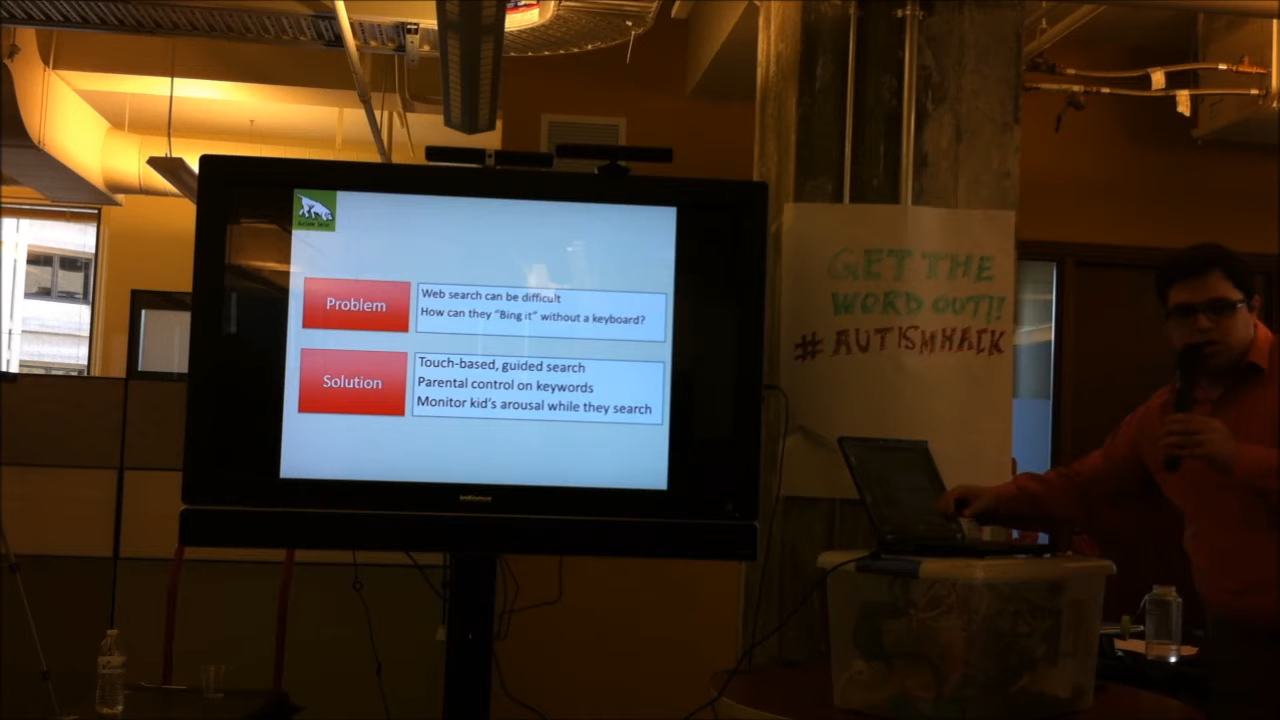 Problem
Web search can be difficult
How can they “Bing it” without a keyboard?
Solution
Touch-based, guided search
Parental control on keywords
Monitor kid's arousal while they search
GET THE
WORD OUT!!
#AUTISMHACK